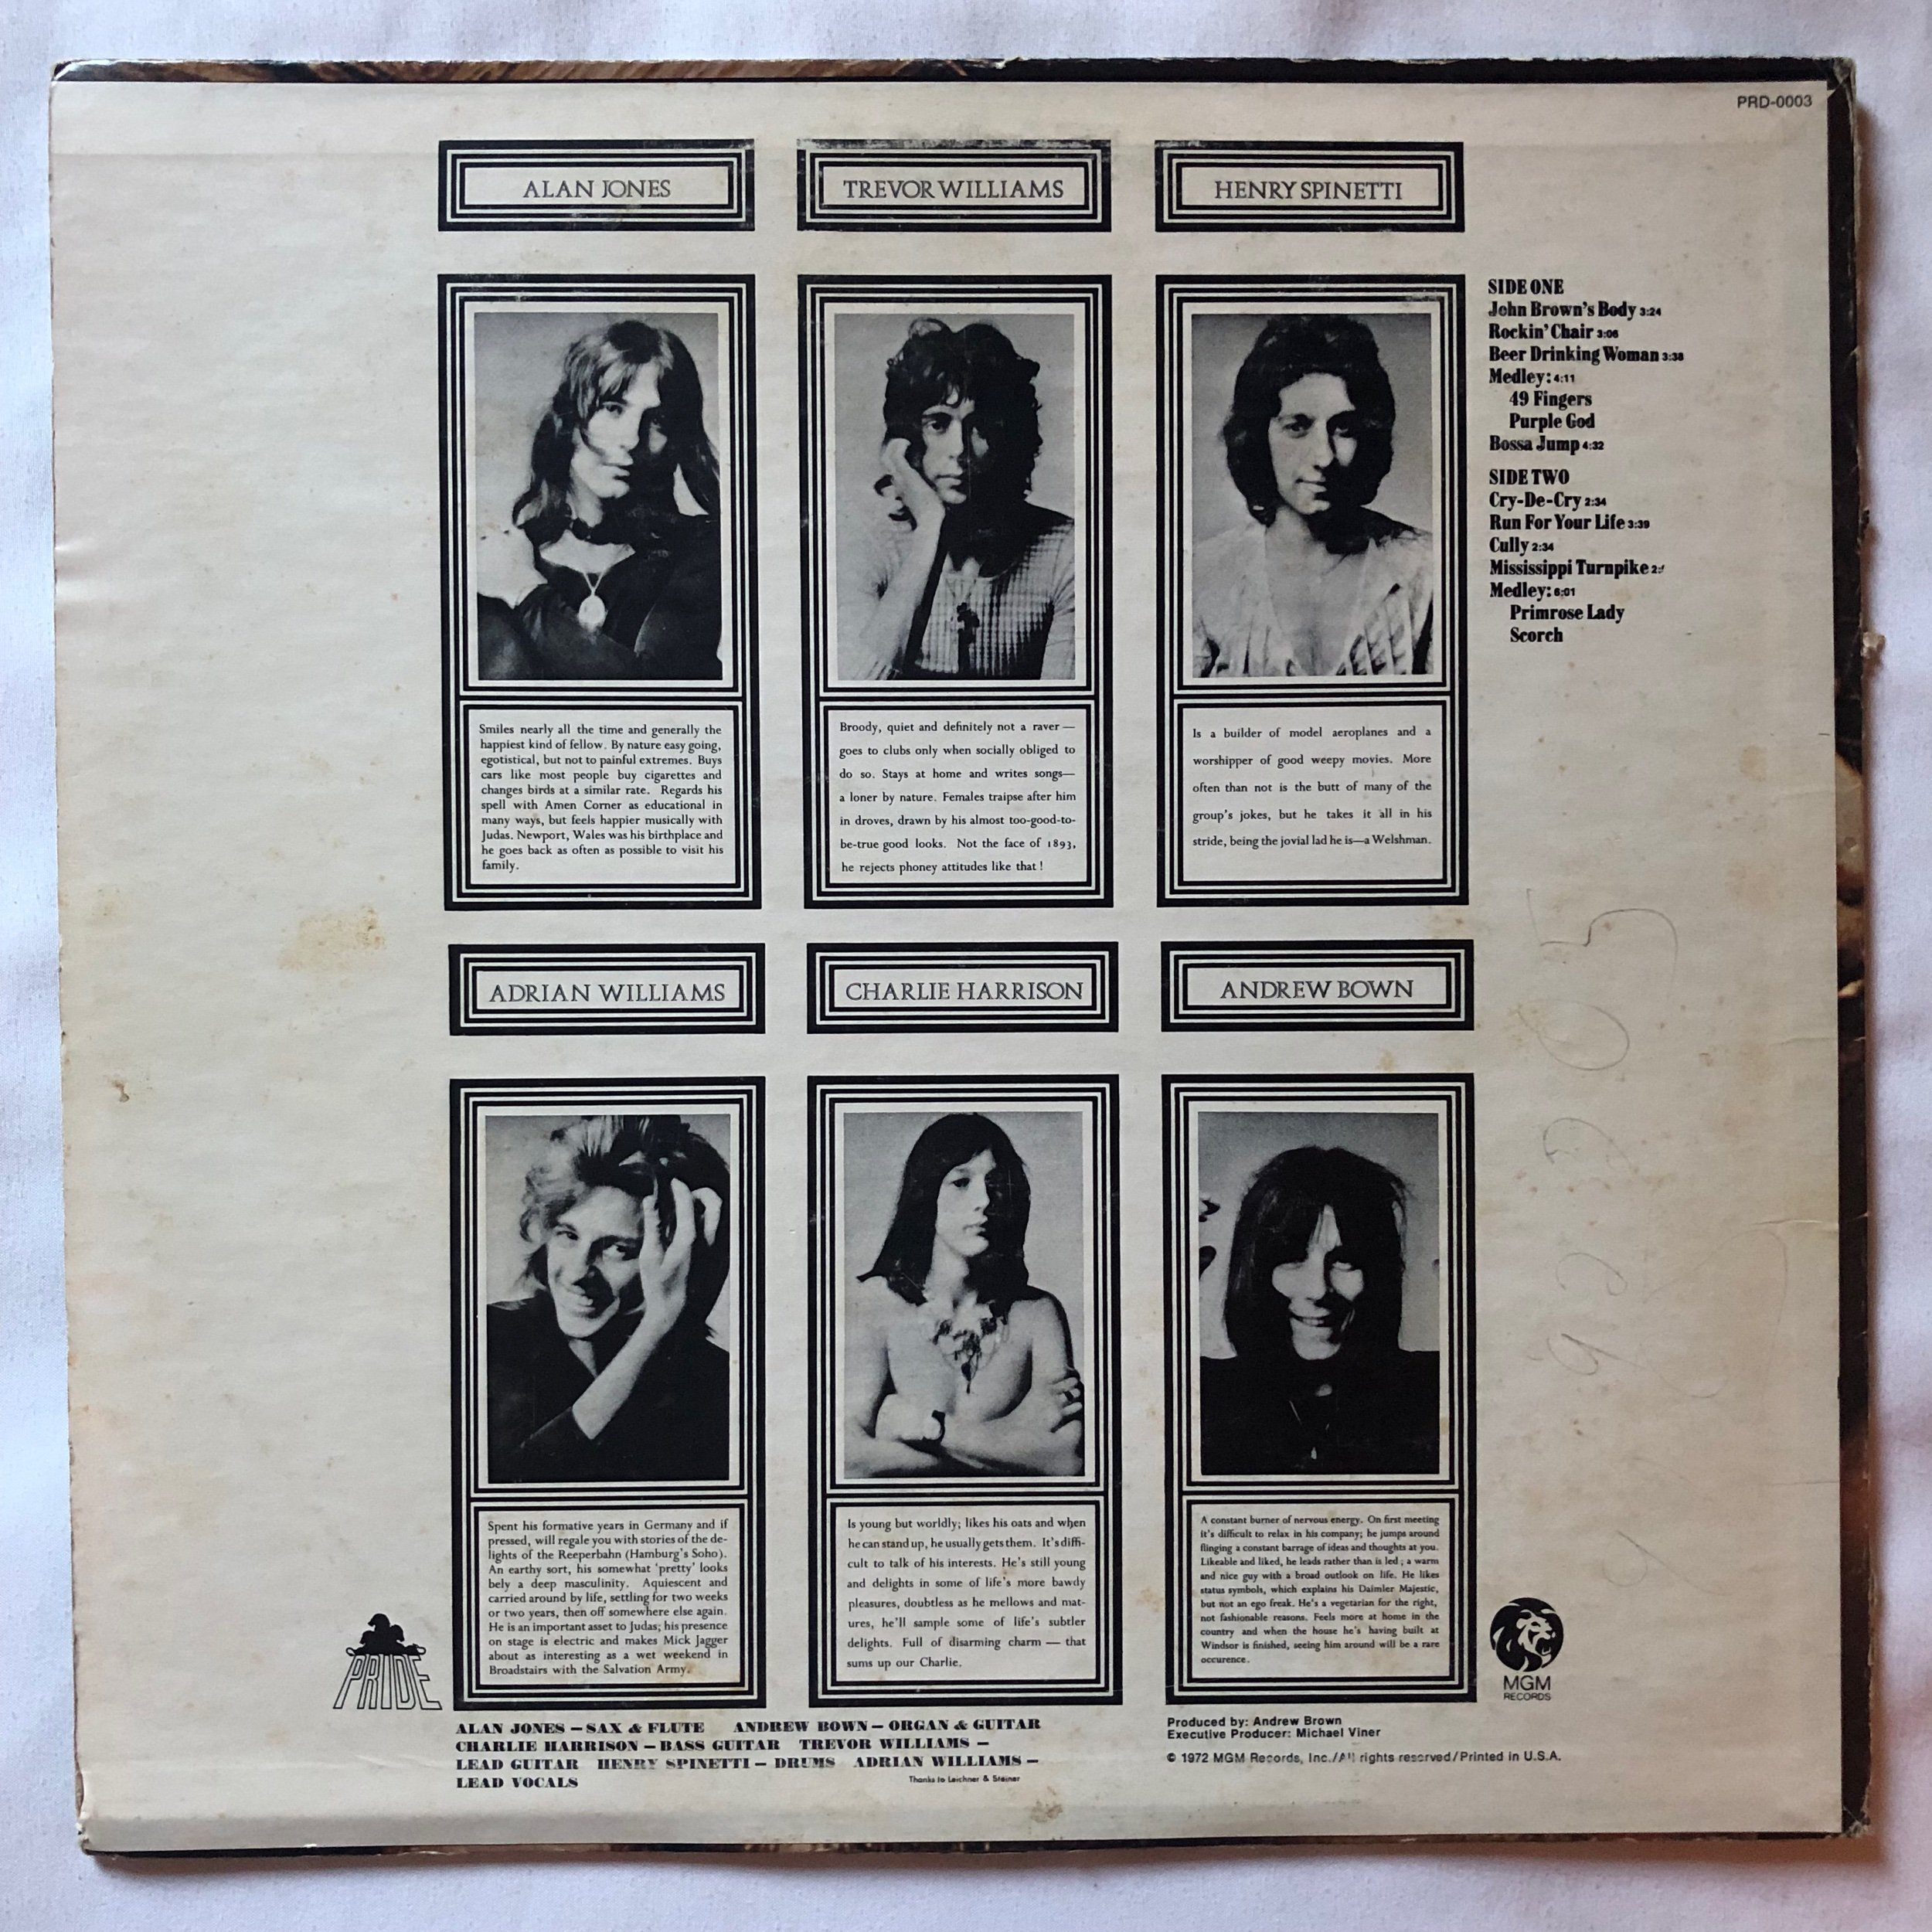 PRD-0003
ALAN JONES
Smiles nearly all the time and generally the
happiest kind of fellow. By nature easy going,
egotistical, but not to painful extremes. Buys
cars like most people buy cigarettes and
changes birds at a similar rate. Regards his
spell with Amen Corner as educational in
many ways, but feels happier musically with
Judas. Newport, Wales was his birthplace and
he goes back as often as possible to visit his
family.
TREVOR WILLIAMS
Broody, quiet and definitely not a raver—
goes to clubs only when socially obliged to
do so. Stays at home and writes songs—
a loner by nature. Females traipse after him
in droves, drawn by his almost too-good-to-
be-true good looks. Not the face of 1893,
he rejects phoney attitudes like that!
HENRY SPINETTI
Is a builder of model aeroplanes and a
worshipper of good weepy movies. More
often than not is the butt of many of the
group's jokes, but he takes it all in his
stride, being the jovial lad he is—a Welshman.
SIDE ONE
John Brown's Body 3:24
Rockin' Chair 3:06
Beer Drinking Woman 3:38
Medley: 4:11
49 Fingers
Purple God
Bossa Jump 4:32
SIDE TWO
Cry-De-Cry 2:34
Run For Your Life 3:39
Cully 2:34
Mississippi Turnpike
Medley: 6:01
Primrose Lady
Scorch
ADRIAN WILLIAMS
Spent his formative years in Germany and if
pressed, will regale you with stories of the de-
lights of the Reeperbahn (Hamburg's Soho).
An earthy sort, his somewhat 'pretty' looks
bely a deep masculinity. Aquiescent and
carried around by life, settling for two weeks
or two years, then off somewhere else again.
He is an important asset to Judas; his presence
on stage is electric and makes Mick Jagger
about as interesting as a wet weekend in
Broadstairs with the Salvation Army.
CHARLIE HARRISON
Is young but worldly; likes his oats and when
he can stand up, he usually gets them. It's diffi-
cult to talk of his interests. He's still young
and delights in some of life's more bawdy
pleasures, doubtless as he mellows and mat-
ures, he'll sample some of life's subtler
delights. Full of disarming charm — that
sums up our Charlie.
ANDREW BOWN
A constant burner of nervous energy. On first meeting
it's difficult to relax in his company; he jumps around
flinging a constant barrage of ideas and thoughts at you.
Likeable and liked, he leads rather than is led; a warm
and nice guy with a broad outlook on life. He likes
status symbols, which explains his Daimler Majestic,
but not an ego freak. He's a vegetarian for the right,
not fashionable reasons. Feels more at home in the
country and when the house he's having built at
Windsor is finished, seeing him around will be a rare
occurence.
PRIDE
MGM
RECORDS
ALAN JONES — SAX & FLUTE ANDREW BOWN — ORGAN & GUITAR
CHARLIE HARRISON — BASS GUITAR TREVOR WILLIAMS —
LEAD GUITAR HENRY SPINETTI — DRUMS ADRIAN WILLIAMS —
LEAD VOCALS
Thanks to Leichner & Steiner
Produced by: Andrew Brown
Executive Producer: Michael Viner
© 1972 MGM Records, Inc./All rights reserved/Printed in U.S.A.